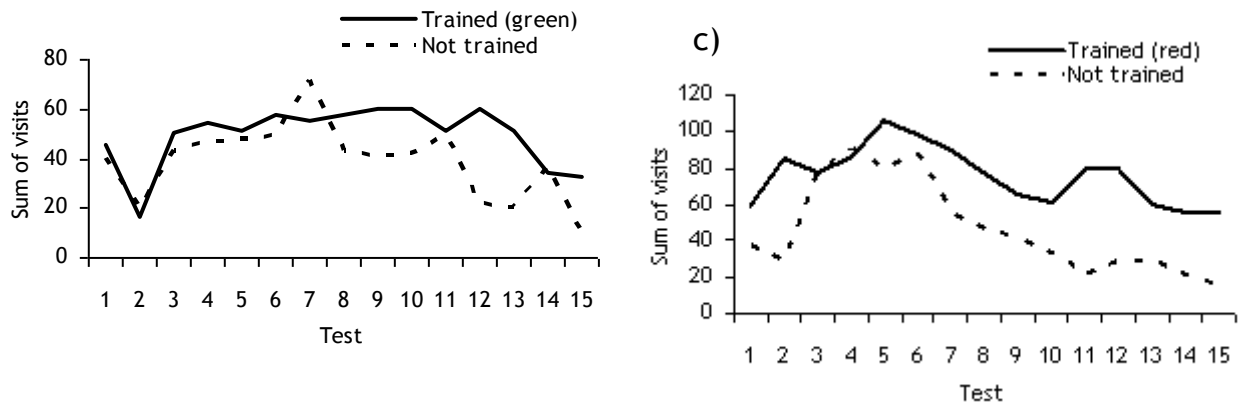 Trained (green)
Not trained
80
60
40
20
0
Sum of visits
1 2 3 4 5 6 7 8 9 10 11 12 13 14 15
Test
c)
Trained (red)
Not trained
120
100
80
60
40
20
0
Sum of visits
1 2 3 4 5 6 7 8 9 10 11 12 13 14 15
Test